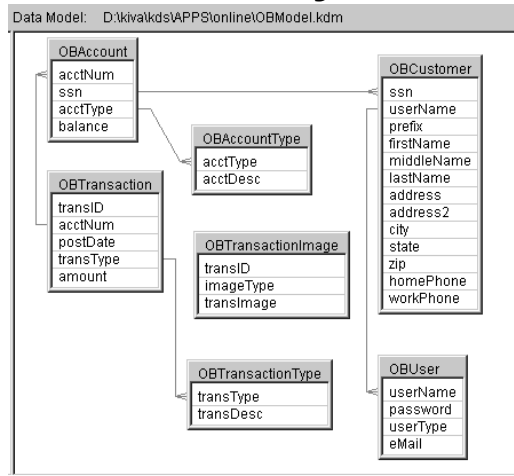 Data Model: D:\kiva\kds\APPS\online\OBModel.kdm
OBAccount
acctNum
ssn
acctType
balance
OBCustomer
ssn
userName
prefix
firstName
middleName
lastName
address
address2
city
state
zip
homePhone
workPhone
OBAccountType
acctType
acctDesc
OBTransaction
transID
acctNum
postDate
transType
amount
OBTransactionImage
transID
imageType
transImage
OBTransactionType
transType
transDesc
OBUser
userName
password
userType
eMail